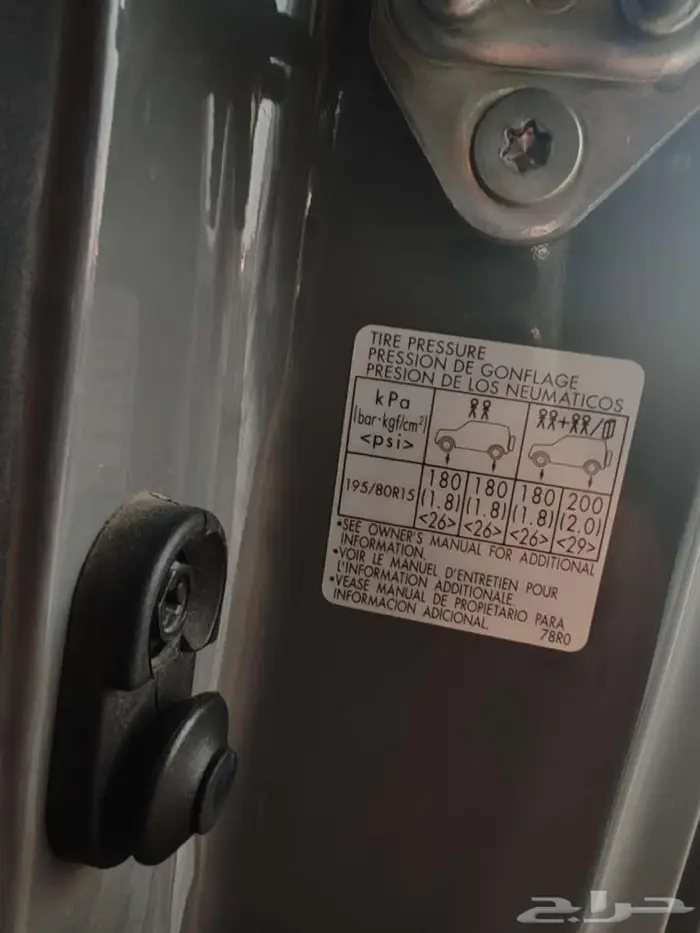 TIRE PRESSURE
PRESSION DE GONFLAGE
PRESION DE LOS NEUMATICOS
kPa
(bar·kgf/cm²)
<psi>
195/80R15
180 180 180 200
(1.8) (1.8) (1.8) (2.0)
<26> <26> <26> <29>
•SEE OWNER'S MANUAL FOR ADDITIONAL
INFORMATION.
•VOIR LE MANUEL D'ENTRETIEN POUR
L'INFORMATION ADDITIONALE.
•VEASE MANUAL DE PROPIETARIO PARA
INFORMACION ADICIONAL.
78R0
حراج